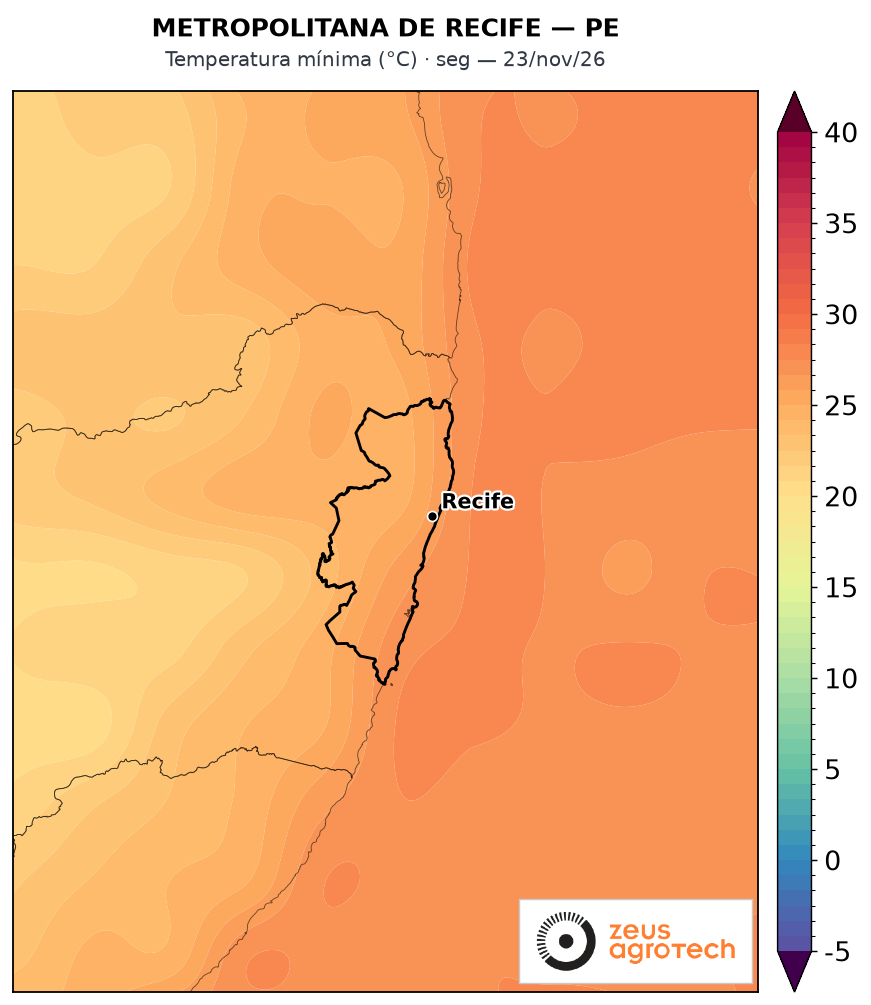 METROPOLITANA DE RECIFE — PE
Temperatura mínima (°C) · seg — 23/nov/26
40
35
30
25
20
15
10
5
0
-5
Recife
zeus
agrotech